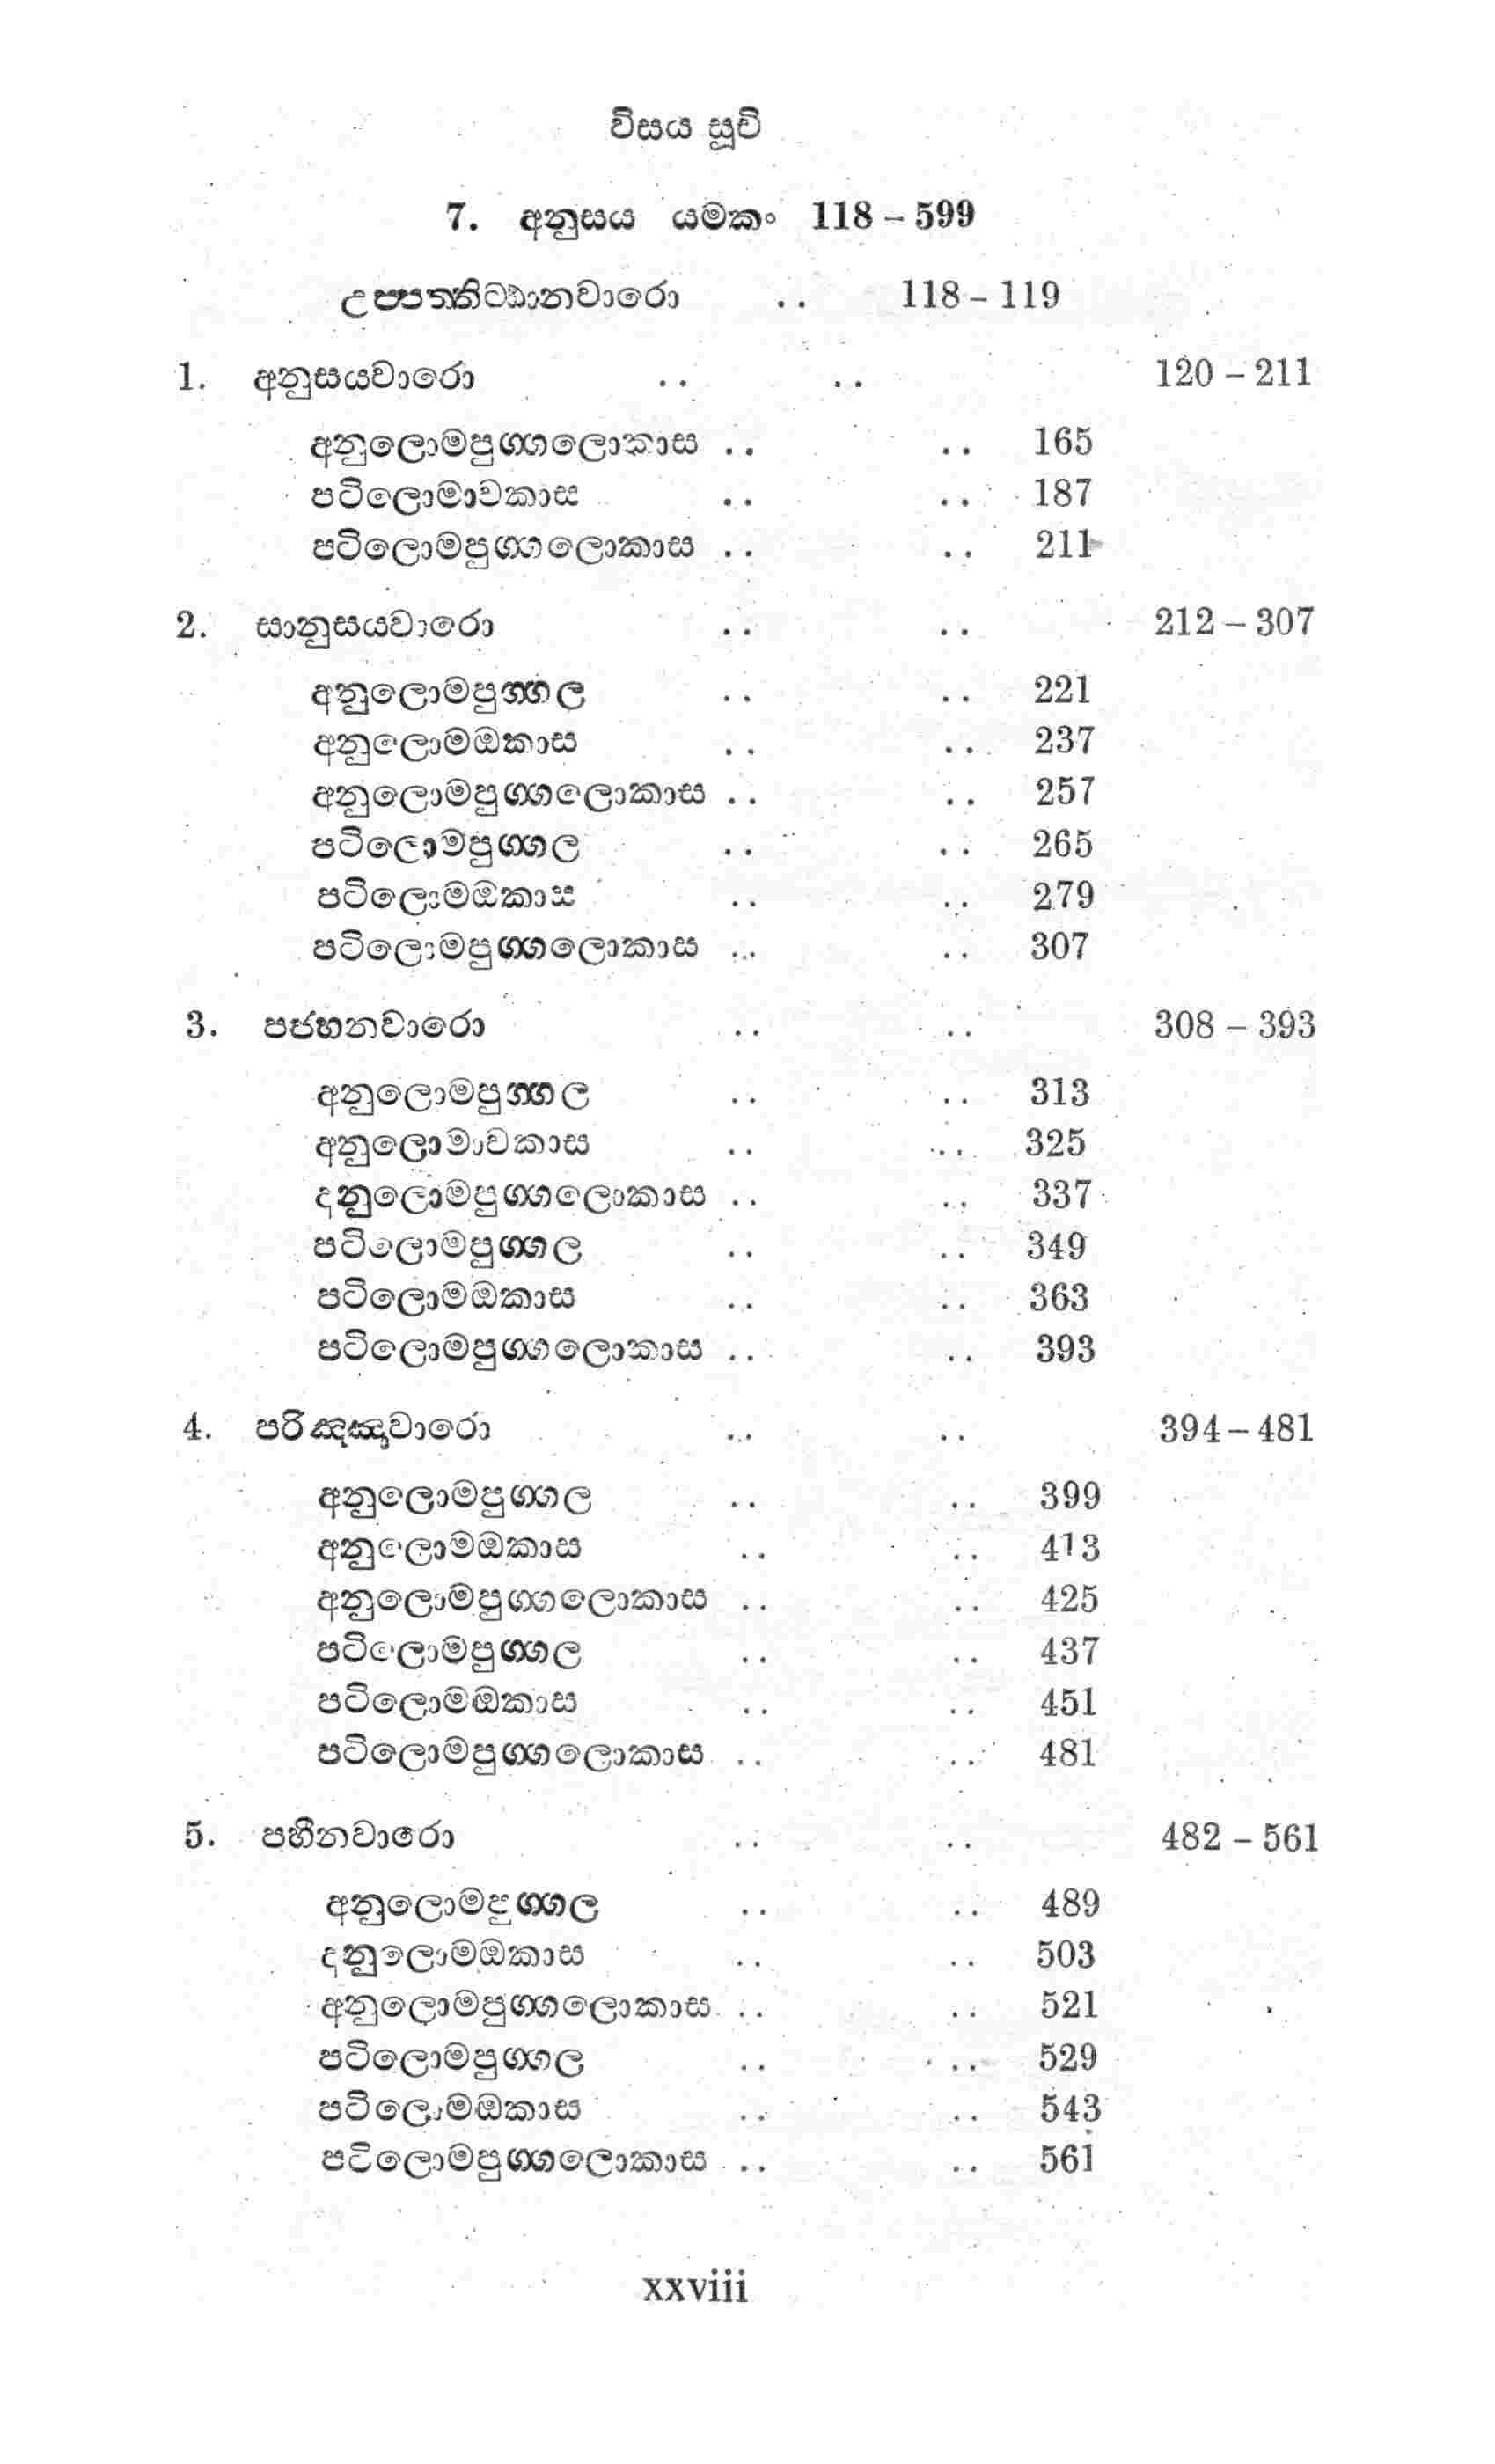 විසය සූචි
7. අනුසය යමකං 118 – 599
උප්පත්තිට්ඨානවාරො .. 118 – 119
1. අනුසයවාරො .. .. 120 – 211
අනුලොමපුග්ගලොකාස .. .. 165
පටිලොමාවකාස .. .. 187
පටිලොමපුග්ගලොකාස .. .. 211
2. සානුසයවාරො .. .. 212 – 307
අනුලොමපුග්ගල .. .. 221
අනුලොමඔකාස .. .. 237
අනුලොමපුග්ගලොකාස .. .. 257
පටිලොමපුග්ගල .. .. 265
පටිලොමඔකාස .. .. 279
පටිලොමපුග්ගලොකාස .. .. 307
3. පජහනවාරො .. .. 308 – 393
අනුලොමපුග්ගල .. .. 313
අනුලොමාවකාස .. .. 325
දනුලොමපුග්ගලොකාස .. .. 337
පටිලොමපුග්ගල .. .. 349
පටිලොමඔකාස .. .. 363
පටිලොමපුග්ගලොකාස .. .. 393
4. පරිඤ්ඤාවාරො .. .. 394 – 481
අනුලොමපුග්ගල .. .. 399
අනුලොමඔකාස .. .. 413
අනුලොමපුග්ගලොකාස .. .. 425
පටිලොමපුග්ගල .. .. 437
පටිලොමඔකාස .. .. 451
පටිලොමපුග්ගලොකාස .. .. 481
5. පහීනවාරො .. .. 482 – 561
අනුලොමපුග්ගල .. .. 489
දනුලොමඔකාස .. .. 503
අනුලොමපුග්ගලොකාස .. .. 521
පටිලොමපුග්ගල .. .. 529
පටිලොමඔකාස .. .. 543
පටිලොමපුග්ගලොකාස .. .. 561
xxviii